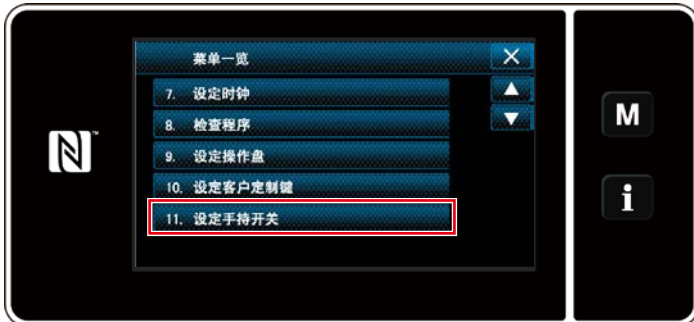 菜单一览
7. 设定时钟
8. 检查程序
9. 设定操作盘
10. 设定客户定制键
11. 设定手持开关
M
i